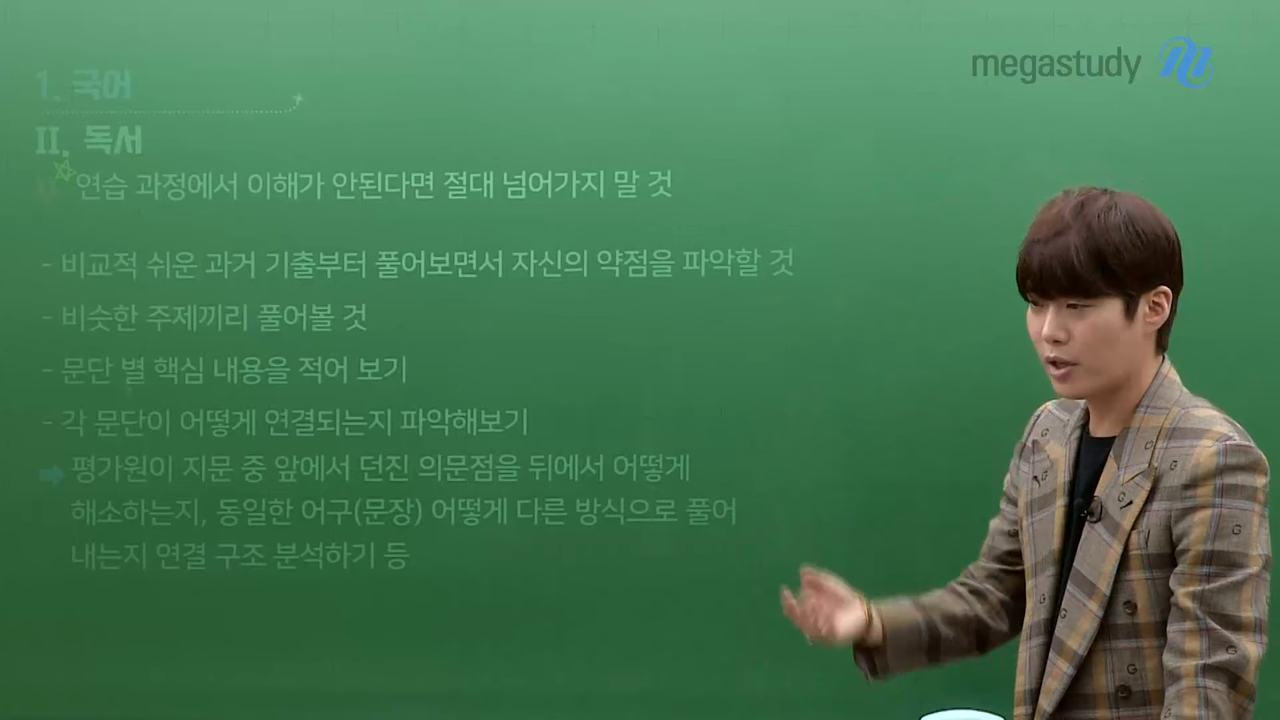 megastudy
1. 국어
II. 독서
연습 과정에서 이해가 안된다면 절대 넘어가지 말 것
- 비교적 쉬운 과거 기출부터 풀어보면서 자신의 약점을 파악할 것
- 비슷한 주제끼리 풀어볼 것
- 문단 별 핵심 내용을 적어 보기
- 각 문단이 어떻게 연결되는지 파악해보기
➡ 평가원이 지문 중 앞에서 던진 의문점을 뒤에서 어떻게
해소하는지, 동일한 어구(문장) 어떻게 다른 방식으로 풀어
내는지 연결 구조 분석하기 등